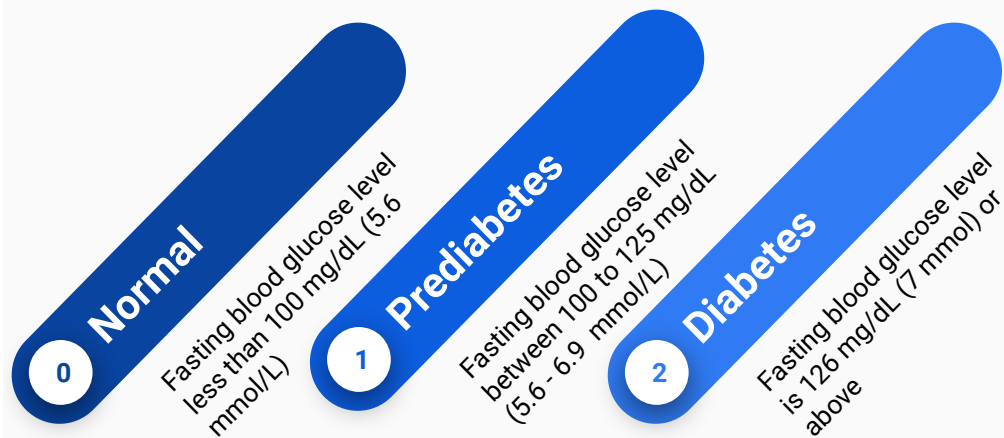 Normal
0
Fasting blood glucose level
less than 100 mg/dL (5.6
mmol/L)
Prediabetes
1
Fasting blood glucose level
between 100 to 125 mg/dL
(5.6 - 6.9 mmol/L)
Diabetes
2
Fasting blood glucose level
is 126 mg/dL (7 mmol) or
above